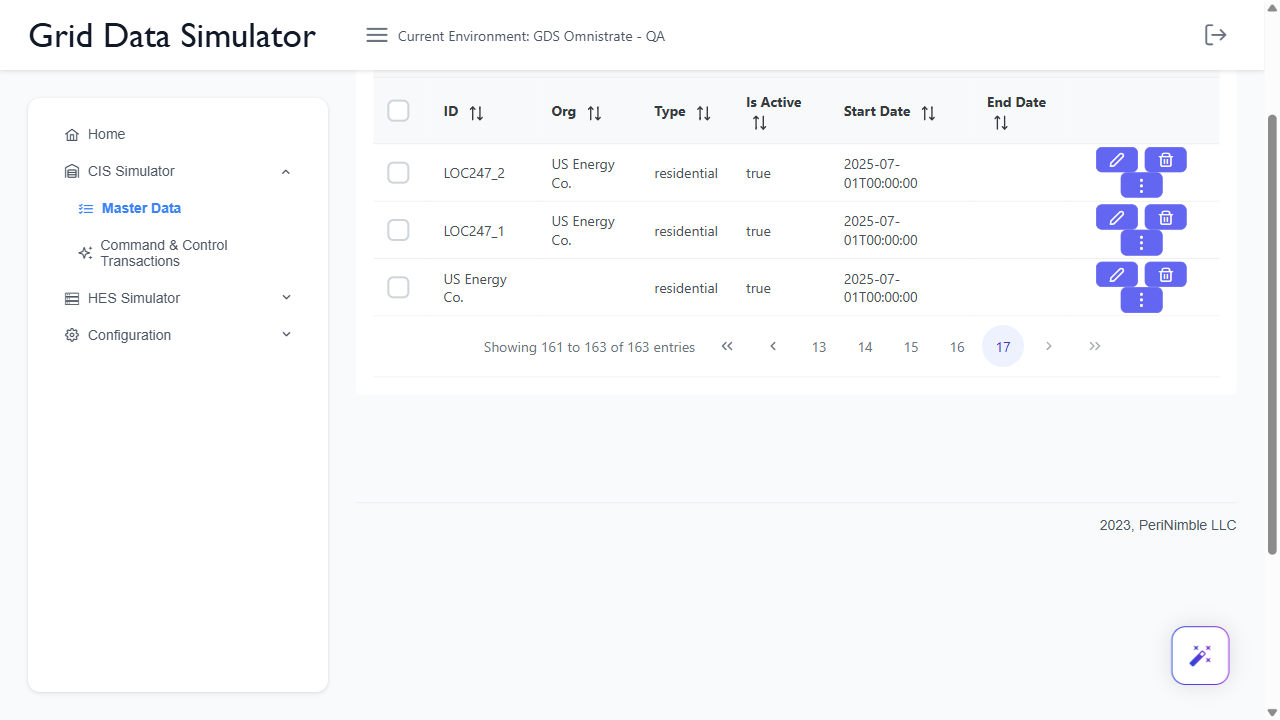 Grid Data Simulator
Current Environment: GDS Omnistrate - QA
Home
CIS Simulator
Master Data
Command & Control
Transactions
HES Simulator
Configuration
ID Org Type Is Active Start Date End Date
LOC247_2 US Energy Co. residential true 2025-07-01T00:00:00
LOC247_1 US Energy Co. residential true 2025-07-01T00:00:00
US Energy Co. residential true 2025-07-01T00:00:00
Showing 161 to 163 of 163 entries 13 14 15 16 17
2023, PeriNimble LLC